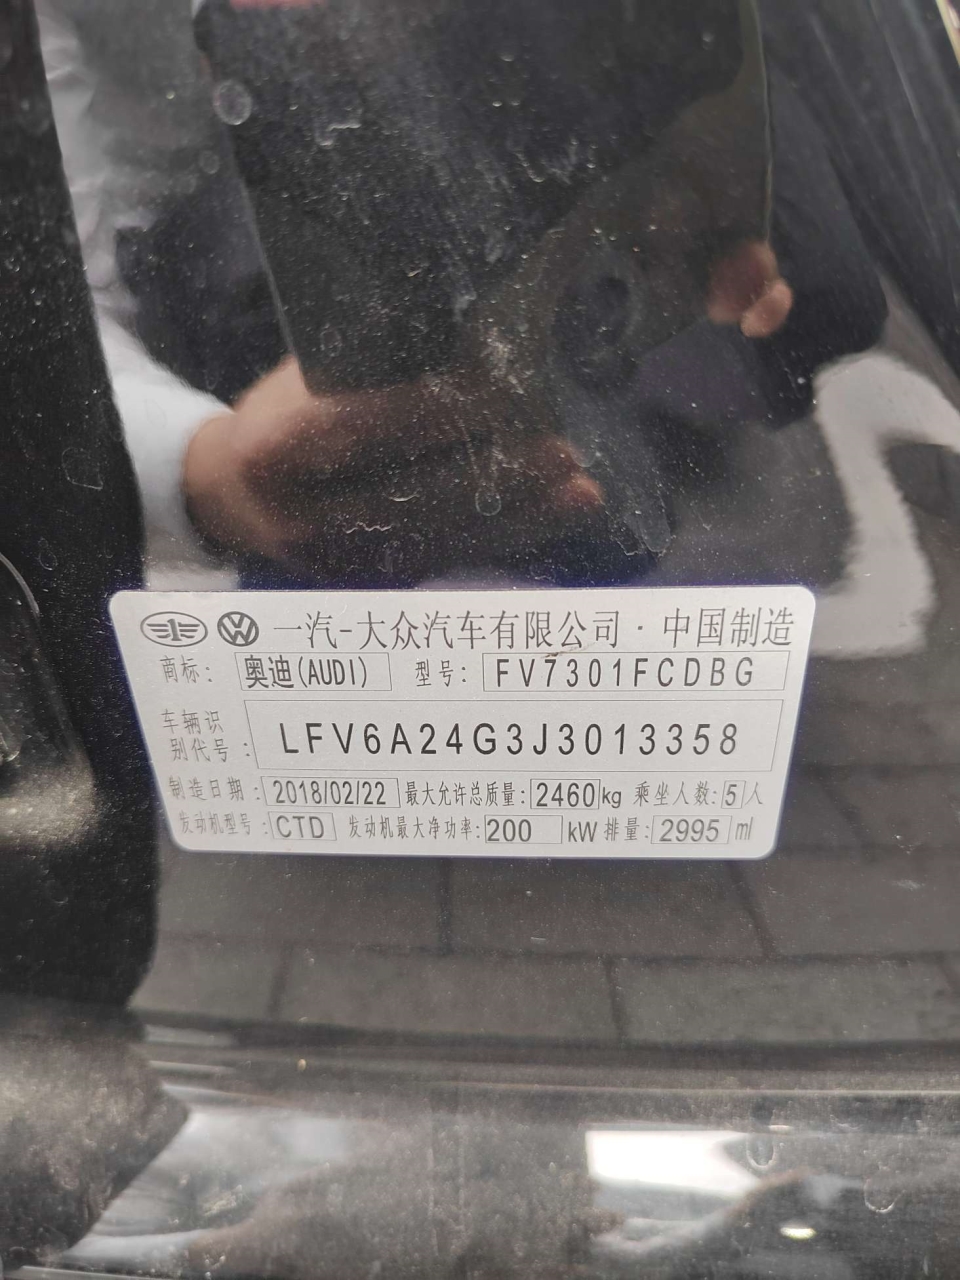 一汽-大众汽车有限公司·中国制造
商标: 奥迪(AUDI) 型号: FV7301FCDBG
车辆识别代号: LFV6A24G3J3013358
制造日期: 2018/02/22 最大允许总质量: 2460kg 乘坐人数: 5人
发动机型号: CTD 发动机最大净功率: 200 kW 排量: 2995 ml